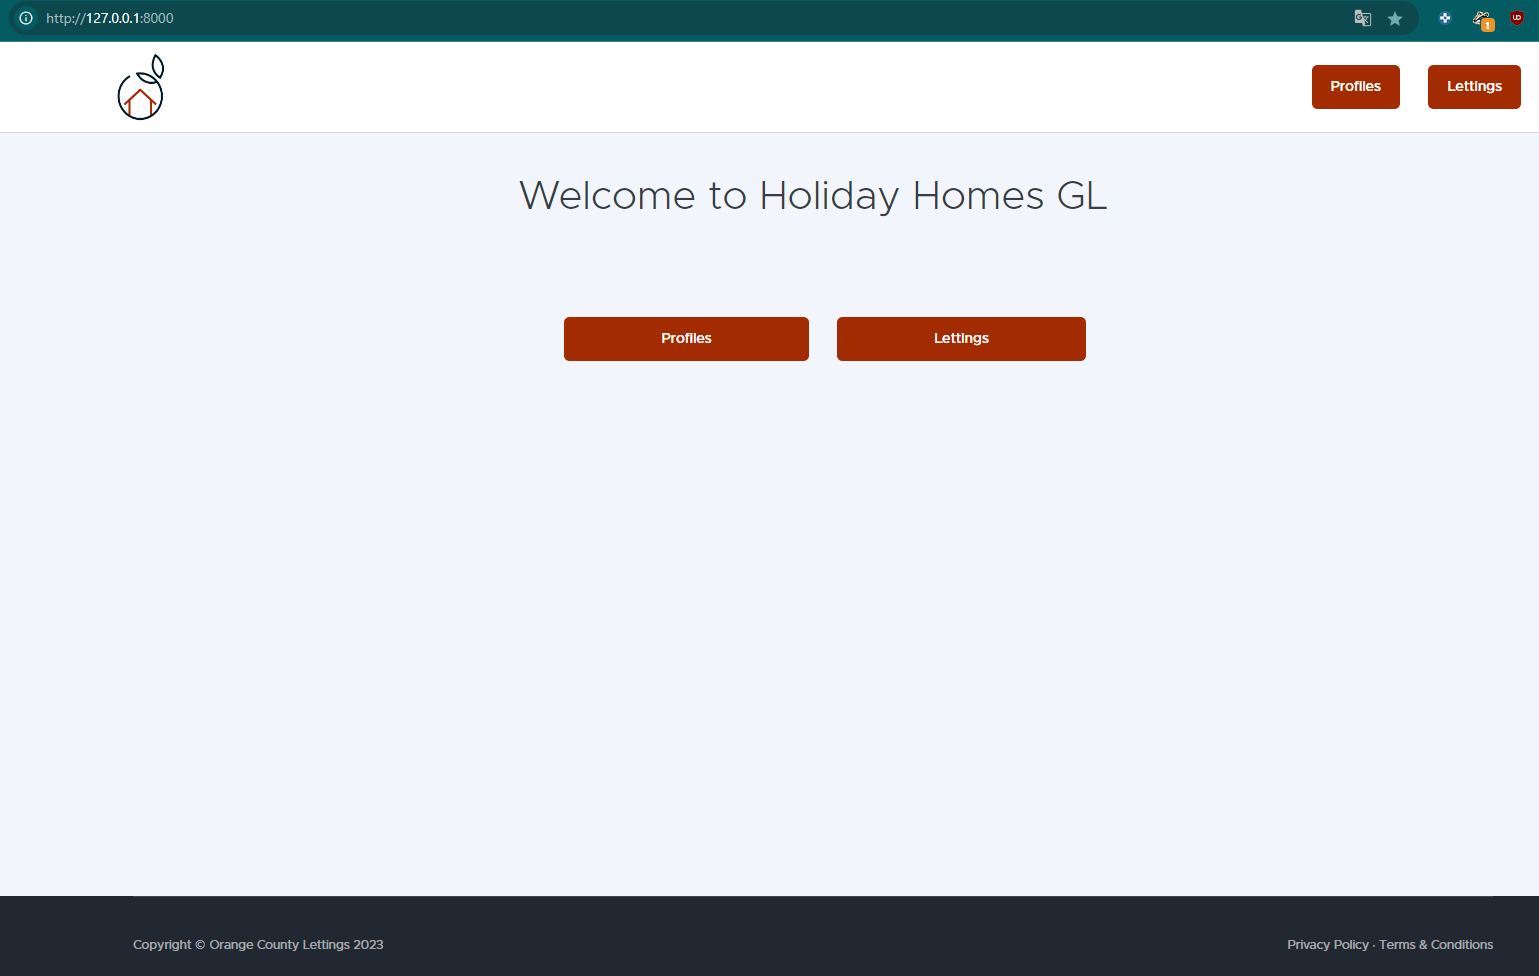 http://127.0.0.1:8000
1
UD
Profiles
Lettings
Welcome to Holiday Homes GL
Profiles
Lettings
Copyright © Orange County Lettings 2023
Privacy Policy · Terms & Conditions